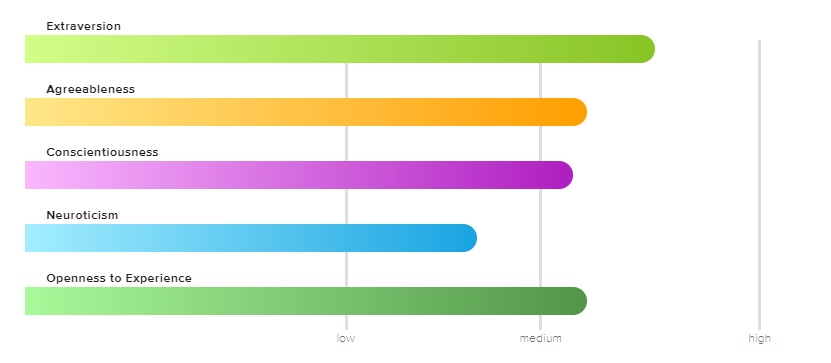 Extraversion
Agreeableness
Conscientiousness
Neuroticism
Openness to Experience
low medium high